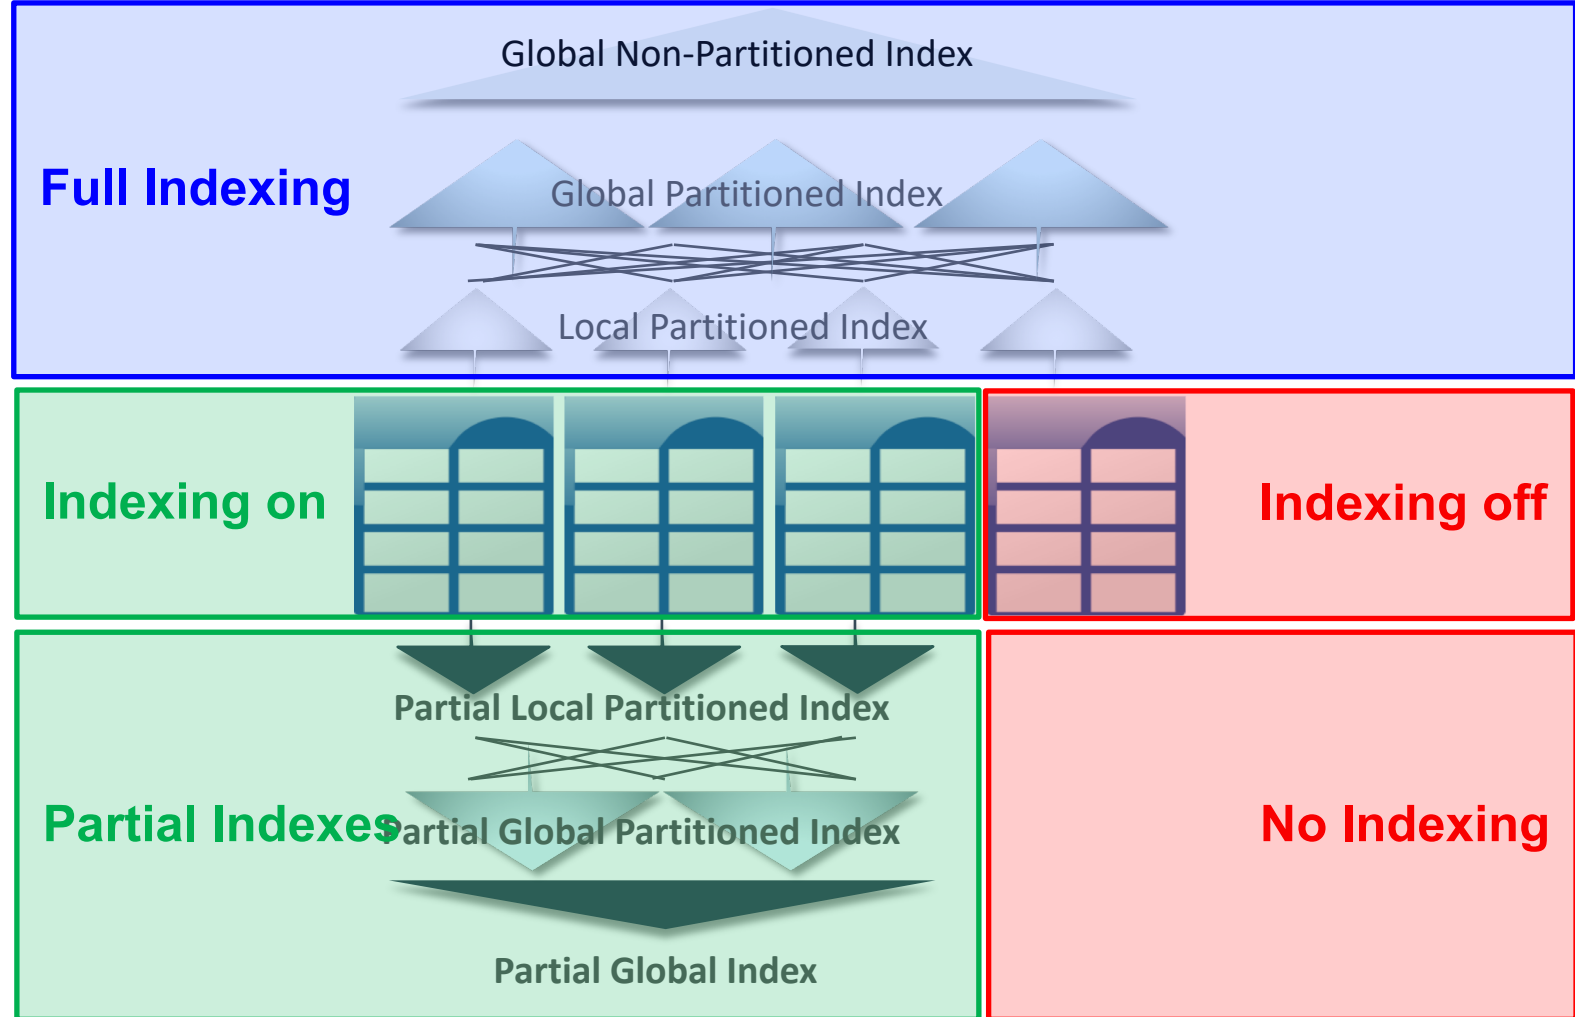 Global Non-Partitioned Index
Full Indexing
Global Partitioned Index
Local Partitioned Index
Indexing on
Indexing off
Partial Local Partitioned Index
Partial Indexes
Partial Global Partitioned Index
No Indexing
Partial Global Index